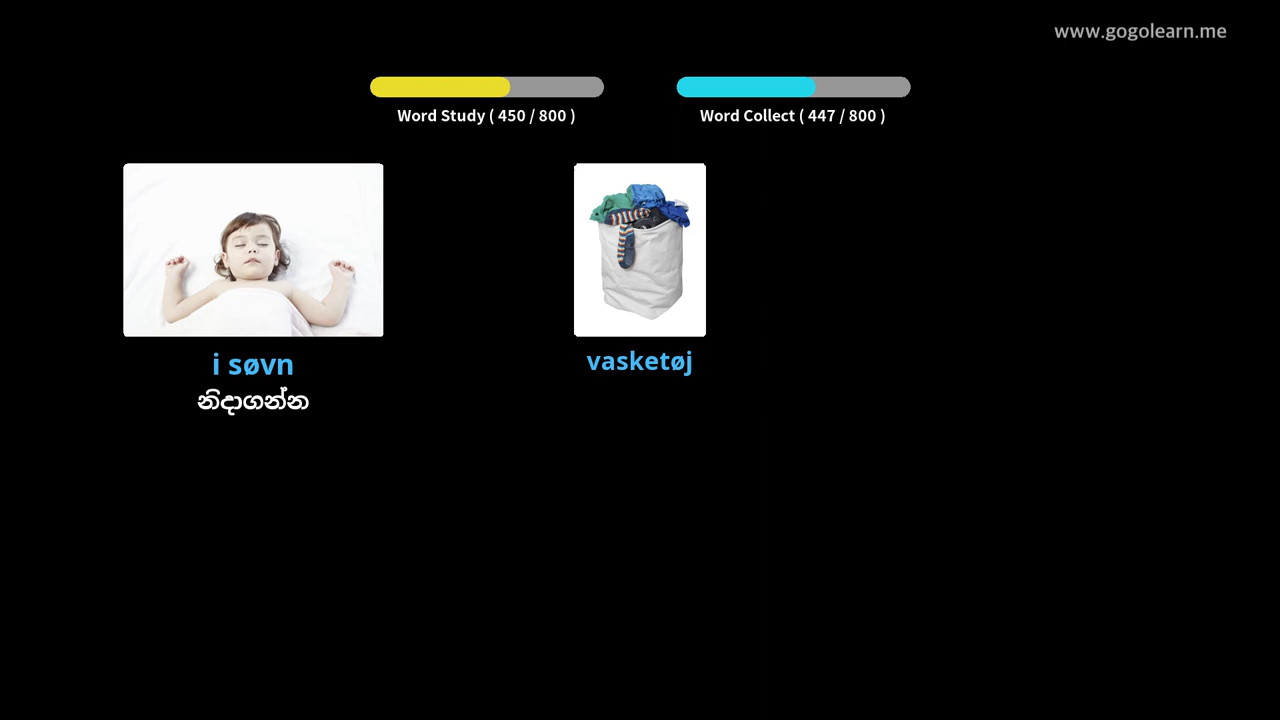 www.gogolearn.me
Word Study ( 450 / 800 )
Word Collect ( 447 / 800 )
i søvn
නිදාගන්න
vasketøj